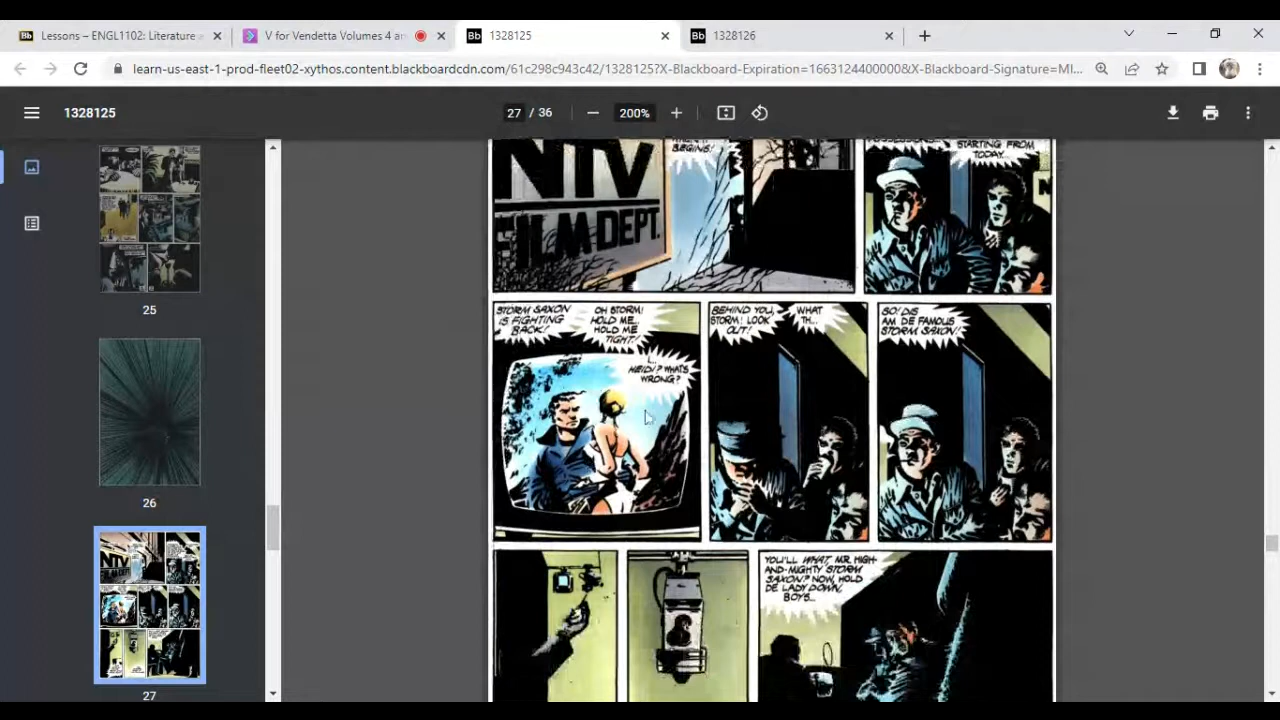 Lessons – ENGL1102: Literature
V for Vendetta Volumes 4 an
1328125
1328126
learn-us-east-1-prod-fleet02-xythos.content.blackboardcdn.com/61c298c943c42/1328125?X-Blackboard-Expiration=1663124400000&X-Blackboard-Signature=MI...
1328125
27 / 36
200%
25
26
27
BEGINS!
STARTING FROM
TODAY...
NTV
FILM DEPT.
STORM SAXON
IS FIGHTING
BACK!
OH STORM!
HOLD ME...
HOLD ME
TIGHT!
I...
HEIDI? WHAT'S
WRONG?
BEHIND YOU,
STORM! LOOK
OUT!
WHAT
TH...
SO! DIS
AM DE FAMOUS
STORM SAXON!
YOU'LL WHAT, MR. HIGH-
AND-MIGHTY STORM
SAXON? NOW, HOLD
DE LADY DOWN,
BOYS...